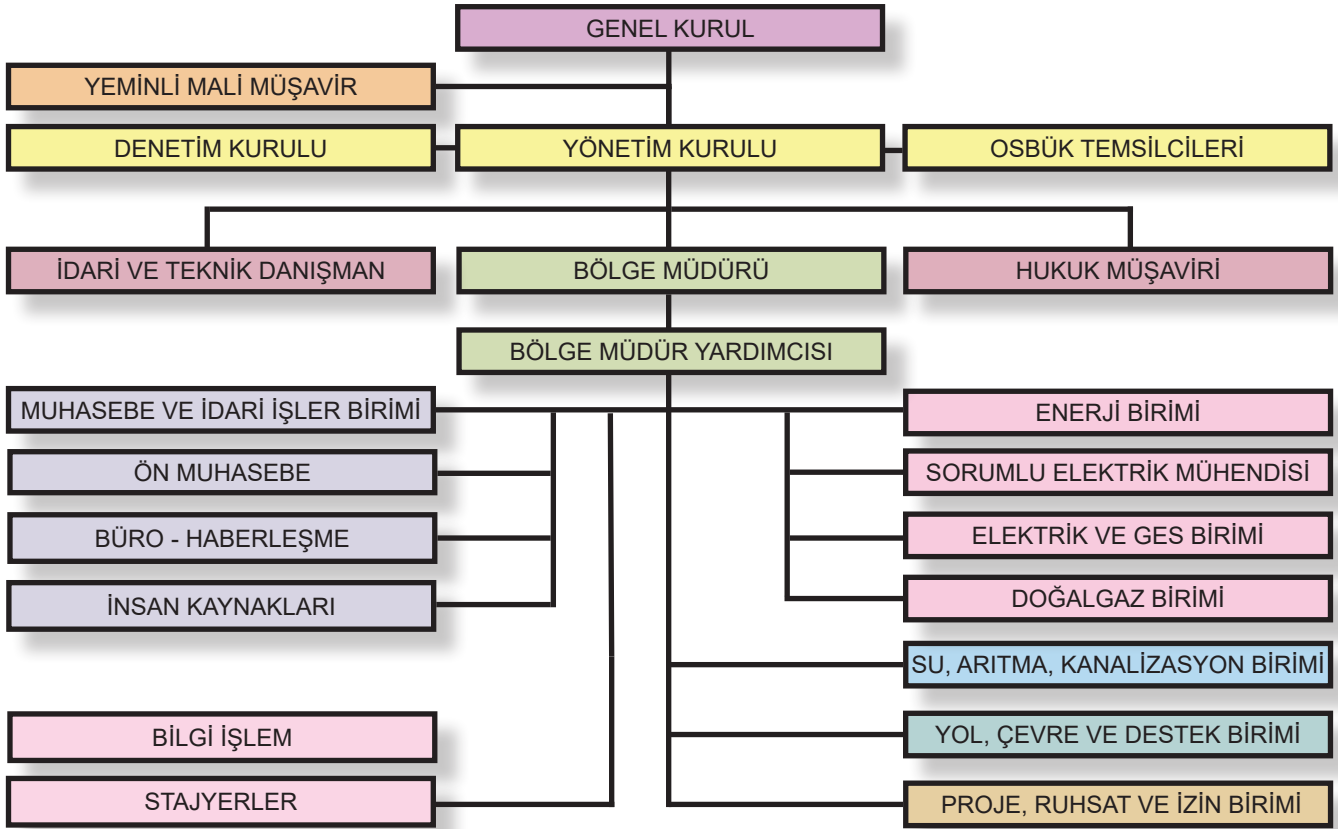 GENEL KURUL
YEMİNLİ MALİ MÜŞAVİR
DENETİM KURULU
YÖNETİM KURULU
OSBÜK TEMSİLCİLERİ
İDARİ VE TEKNİK DANIŞMAN
BÖLGE MÜDÜRÜ
HUKUK MÜŞAVİRİ
BÖLGE MÜDÜR YARDIMCISI
MUHASEBE VE İDARİ İŞLER BİRİMİ
ÖN MUHASEBE
BÜRO - HABERLEŞME
İNSAN KAYNAKLARI
BİLGİ İŞLEM
STAJYERLER
ENERJİ BİRİMİ
SORUMLU ELEKTRİK MÜHENDİSİ
ELEKTRİK VE GES BİRİMİ
DOĞALGAZ BİRİMİ
SU, ARITMA, KANALİZASYON BİRİMİ
YOL, ÇEVRE VE DESTEK BİRİMİ
PROJE, RUHSAT VE İZİN BİRİMİ